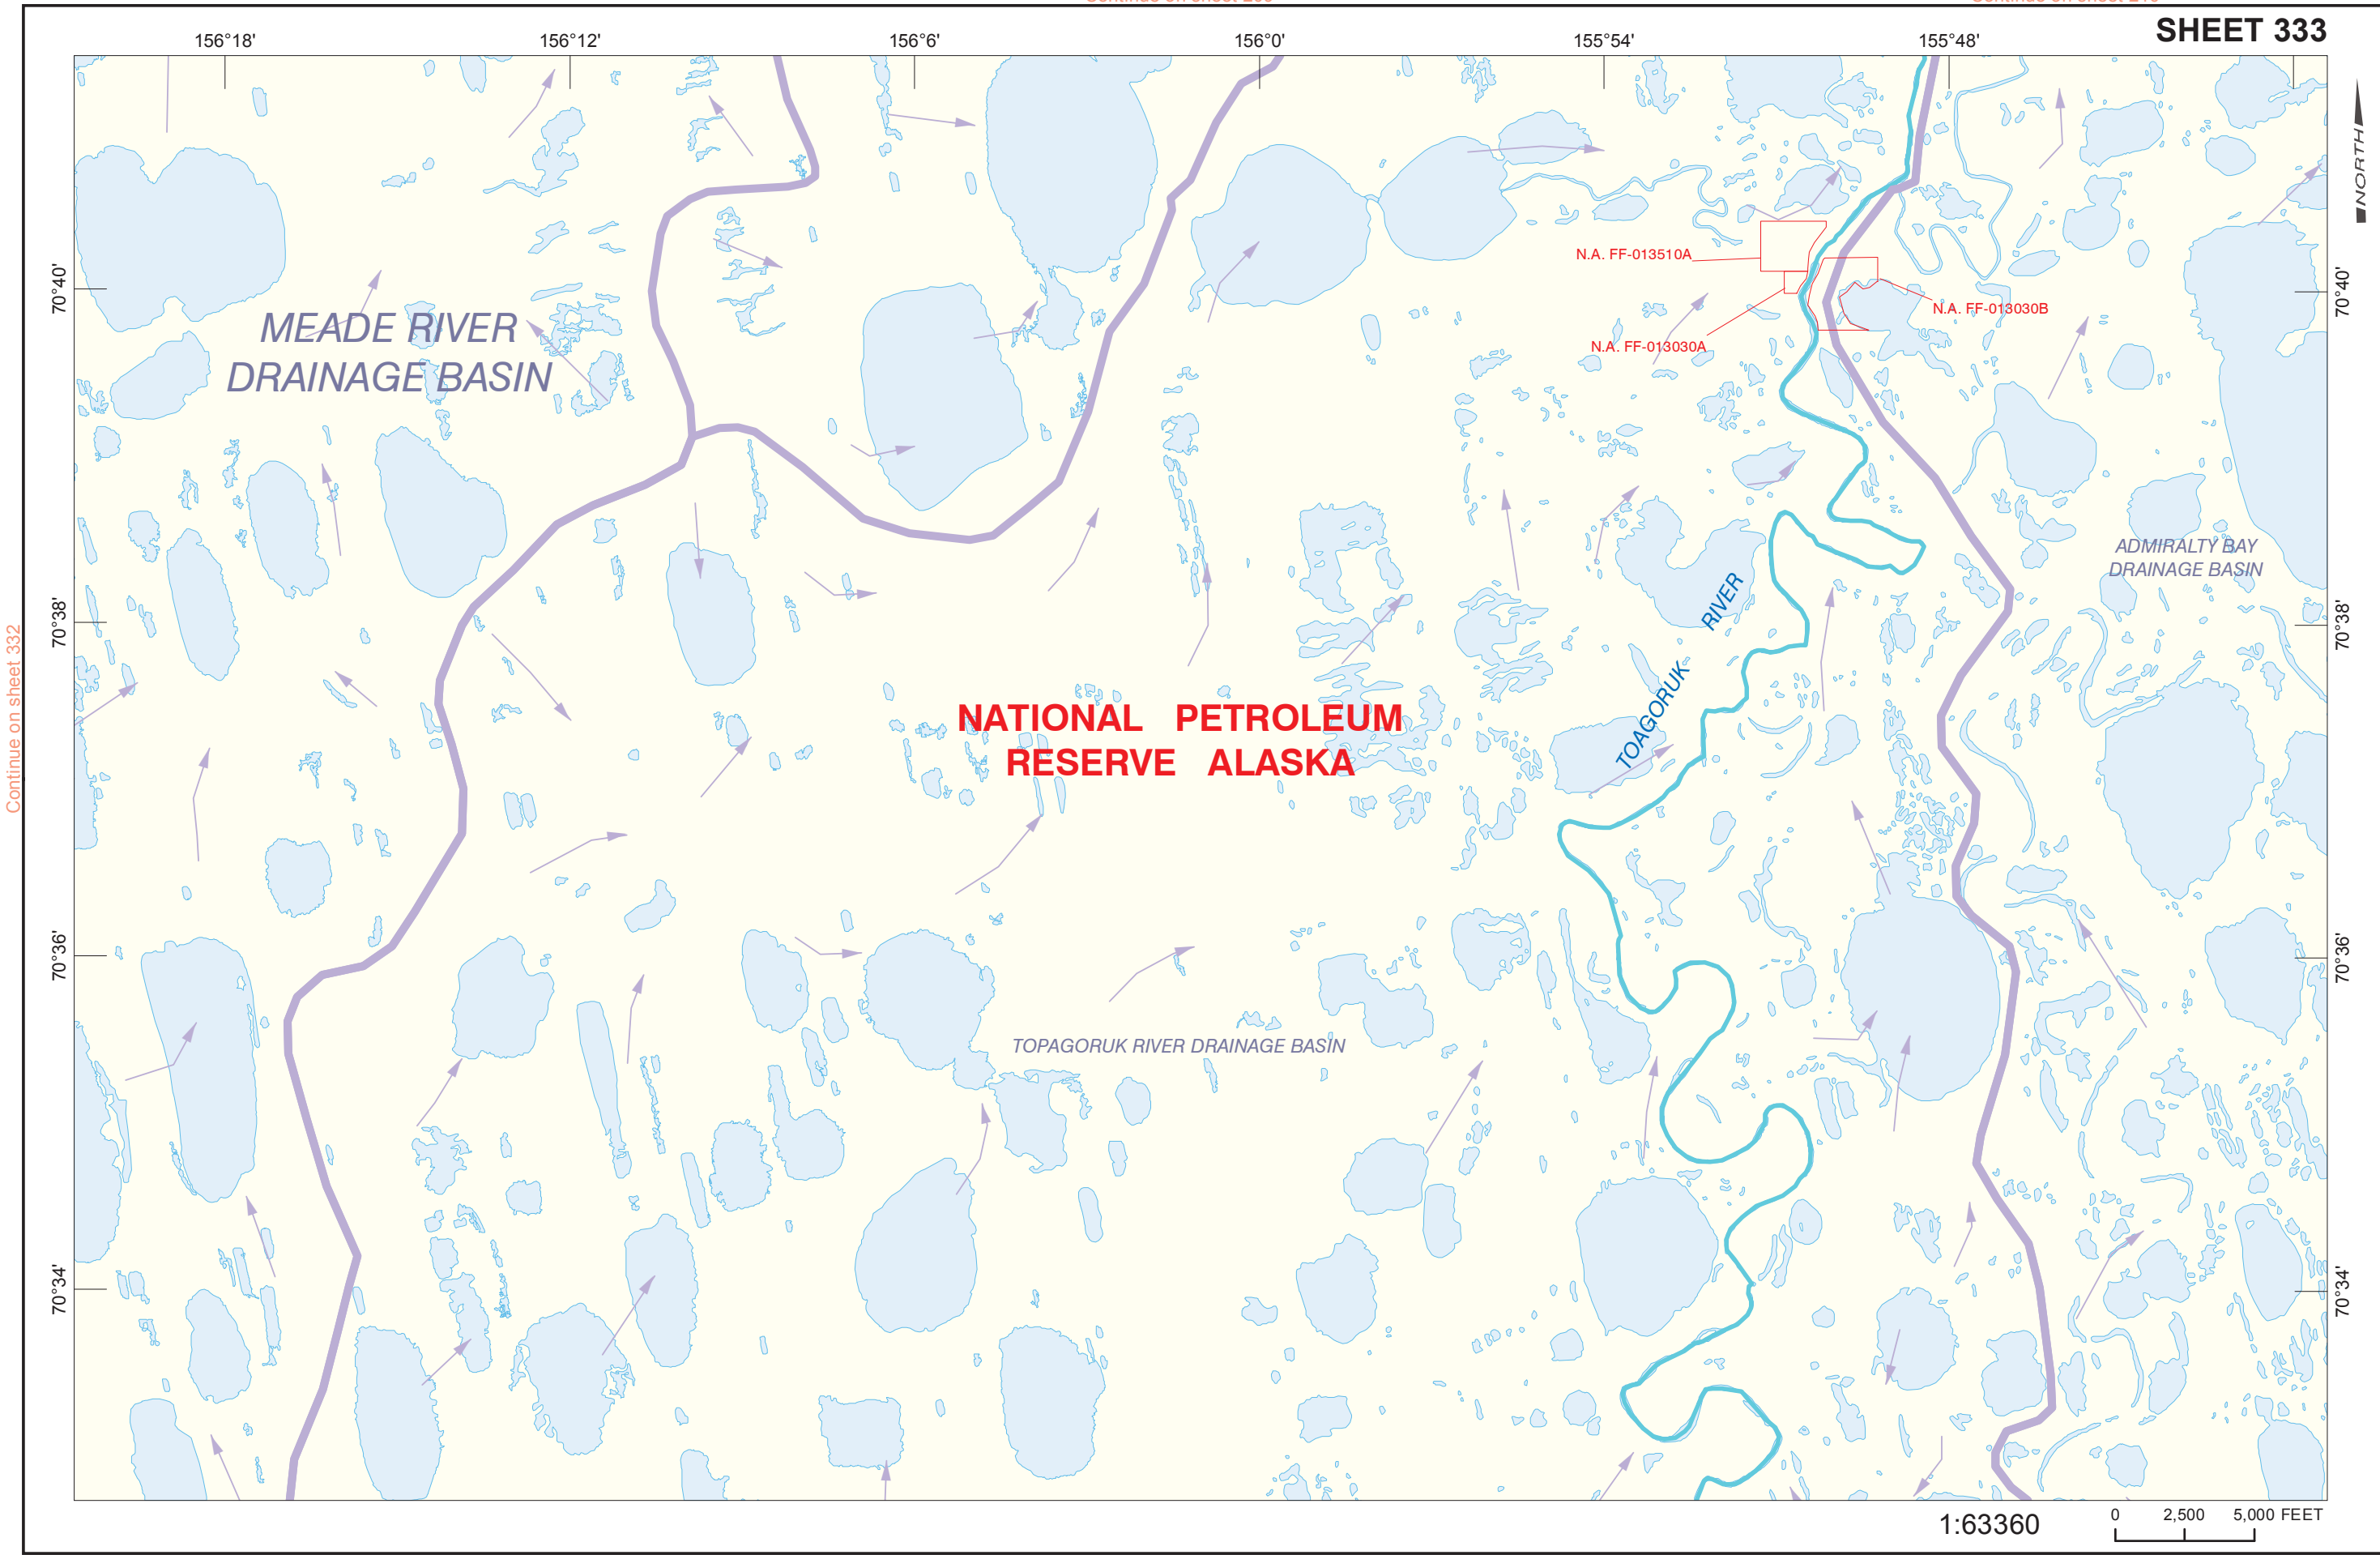 SHEET 333
156°18'
156°12'
156°6'
156°0'
155°54'
155°48'
NORTH
N.A. FF-013510A
70°40'
70°40'
N.A. FF-013030B
MEADE RIVER
DRAINAGE BASIN
N.A. FF-013030A
ADMIRALTY BAY
DRAINAGE BASIN
RIVER
70°38'
70°38'
Continue on sheet 332
TOAGORUK
NATIONAL PETROLEUM
RESERVE ALASKA
70°36'
70°36'
TOPAGORUK RIVER DRAINAGE BASIN
70°34'
70°34'
1:63360
0 2,500 5,000 FEET